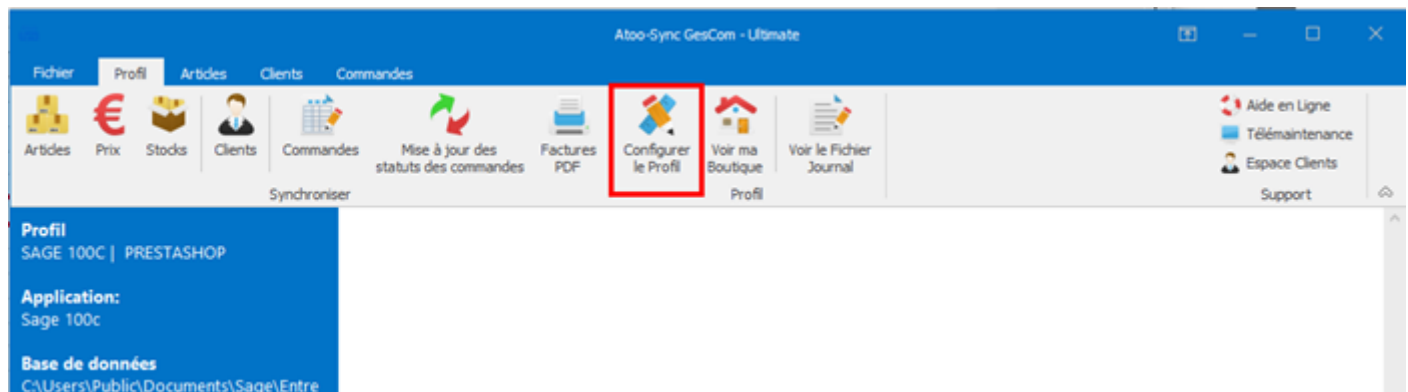 Atoo-Sync GesCom - Ultimate
Fichier Profil Articles Clients Commandes
Articles Prix Stocks Clients Commandes Mise à jour des statuts des commandes Factures PDF Configurer le Profil Voir ma Boutique Voir le Fichier Journal
Aide en Ligne
Télémaintenance
Espace Clients
Synchroniser Profil Support
Profil
SAGE 100C | PRESTASHOP
Application:
Sage 100c
Base de données
C:\Users\Public\Documents\Sage\Entre